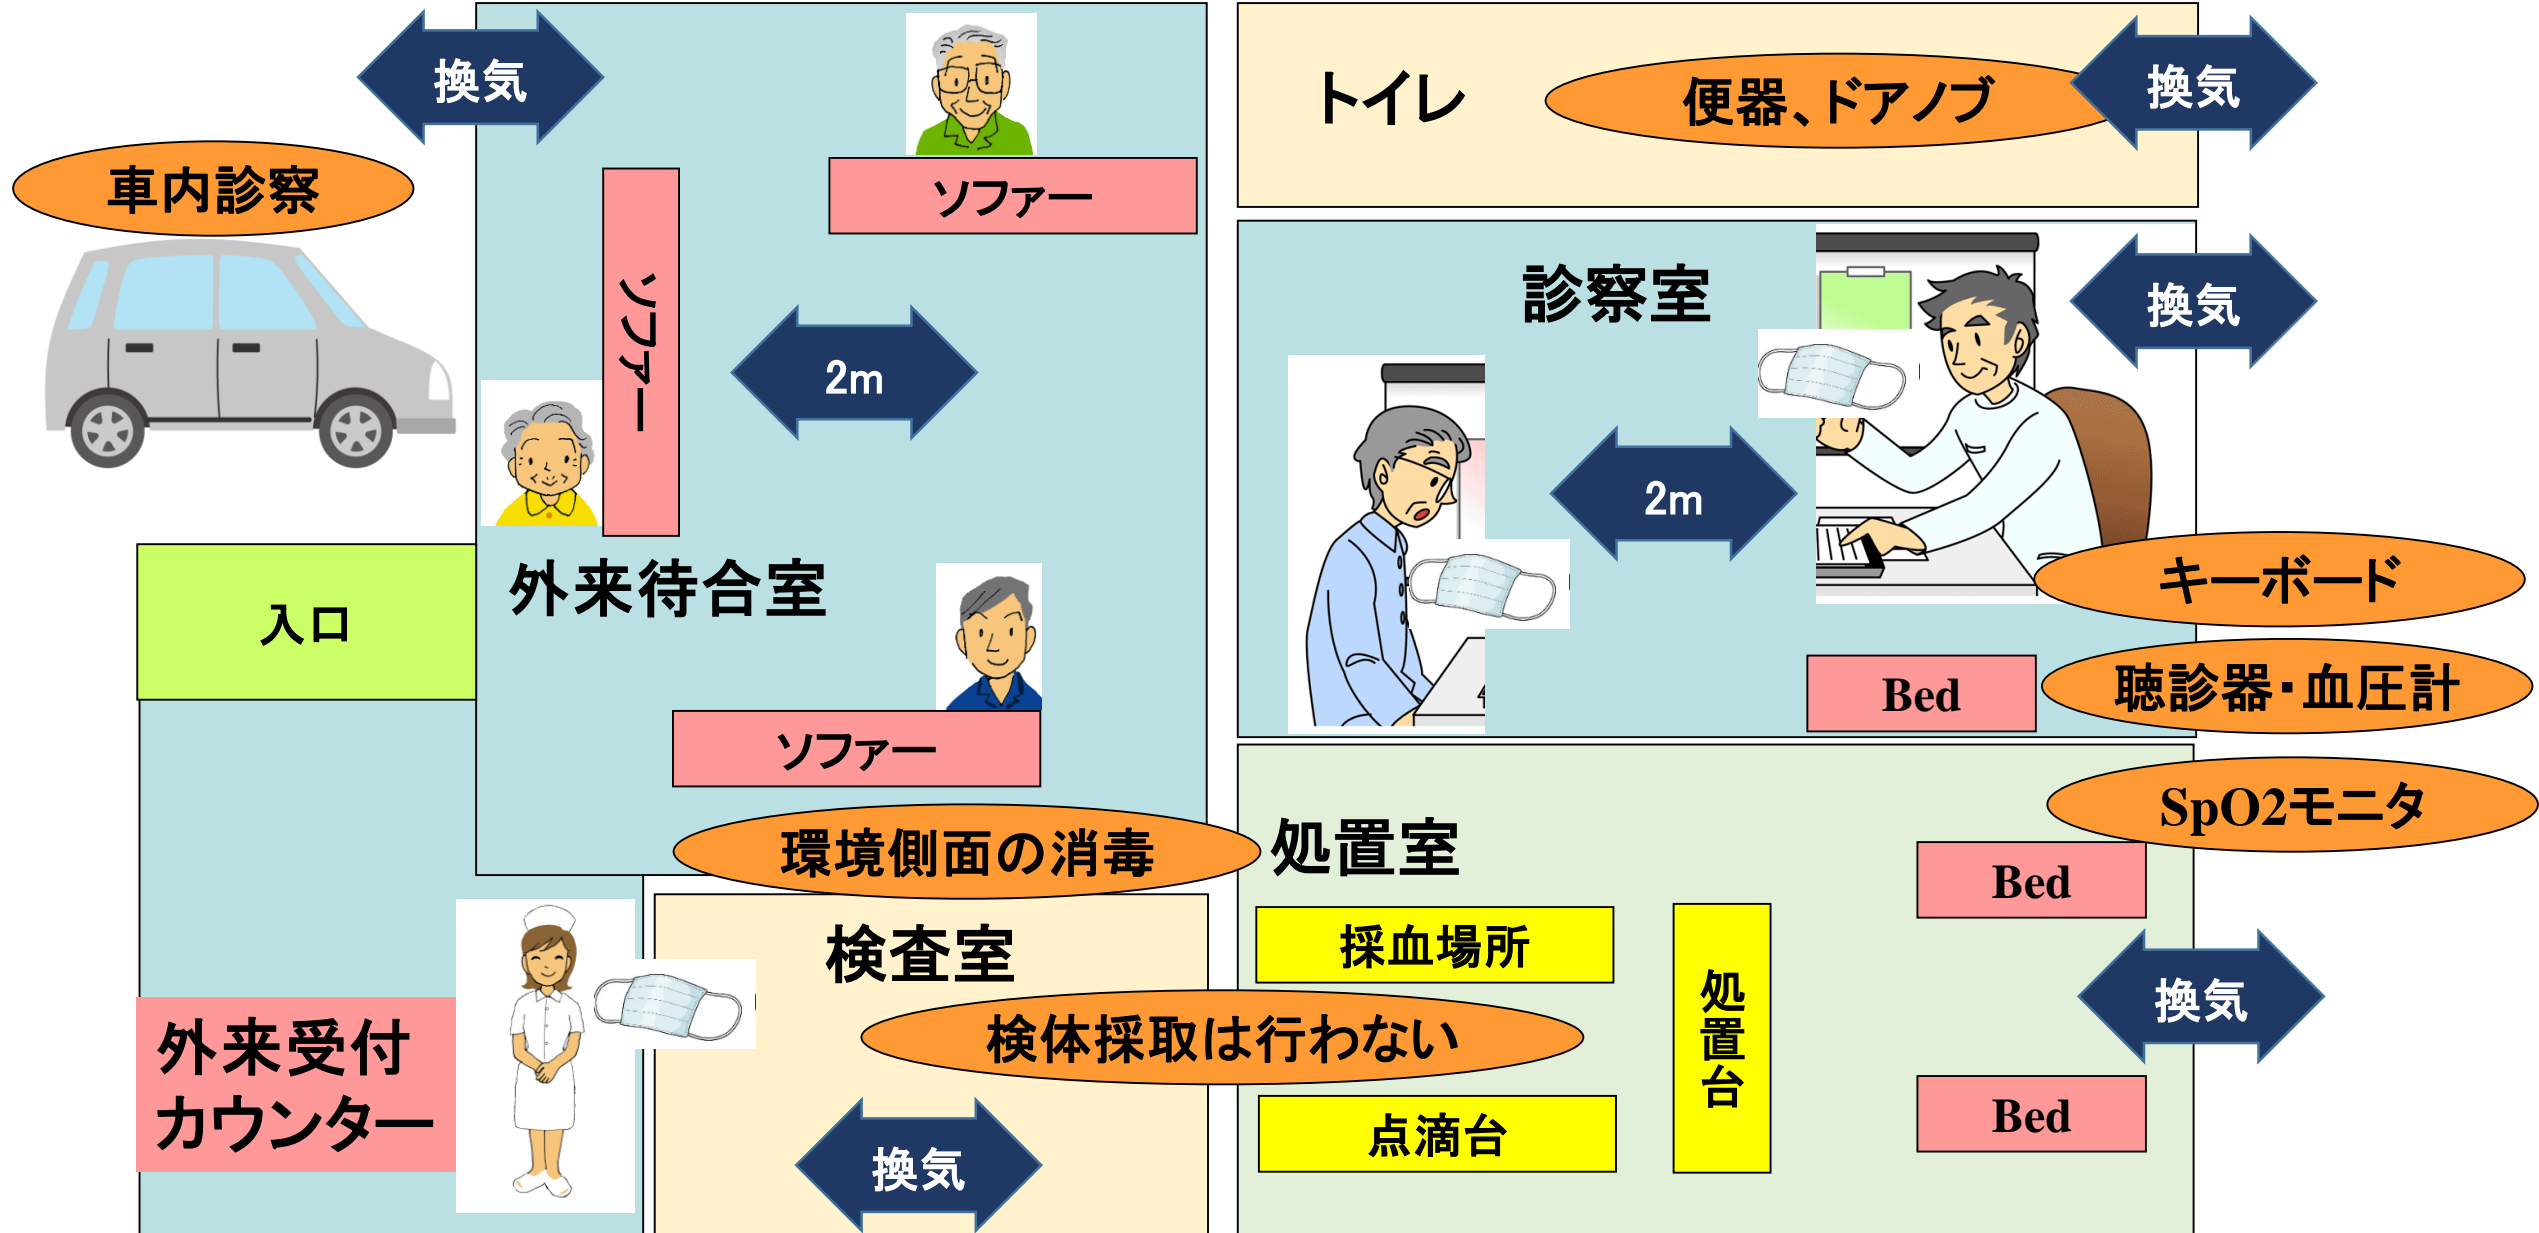 換気
車内診察
ソファー
ソファー
2m
外来待合室
入口
ソファー
環境側面の消毒
外来受付
カウンター
検査室
検体採取は行わない
換気
トイレ
便器、ドアノブ
換気
診察室
換気
2m
キーボード
Bed
聴診器・血圧計
処置室
SpO2モニタ
Bed
採血場所
処置台
換気
点滴台
Bed